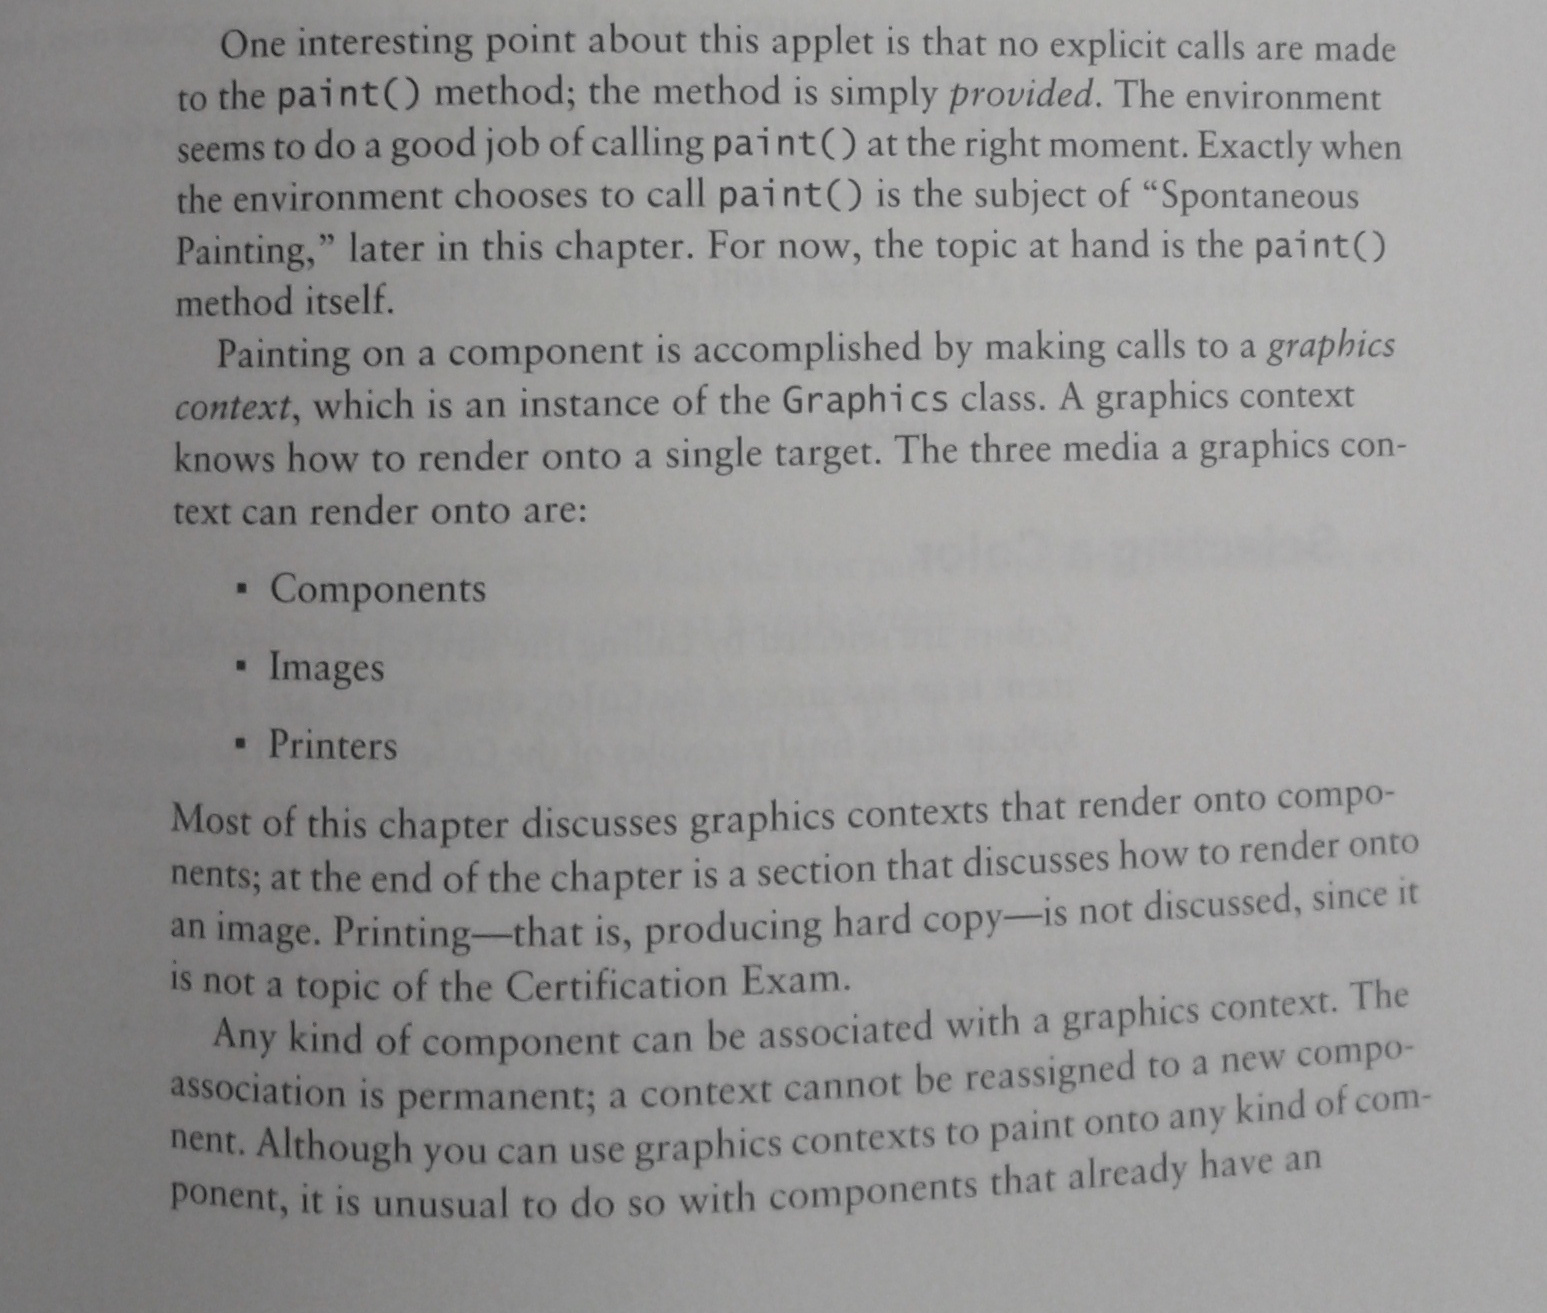 One interesting point about this applet is that no explicit calls are made
to the paint() method; the method is simply provided. The environment
seems to do a good job of calling paint() at the right moment. Exactly when
the environment chooses to call paint() is the subject of “Spontaneous
Painting,” later in this chapter. For now, the topic at hand is the paint()
method itself.
Painting on a component is accomplished by making calls to a graphics
context, which is an instance of the Graphics class. A graphics context
knows how to render onto a single target. The three media a graphics con-
text can render onto are:
▪ Components
▪ Images
▪ Printers
Most of this chapter discusses graphics contexts that render onto compo-
nents; at the end of the chapter is a section that discusses how to render onto
an image. Printing—that is, producing hard copy—is not discussed, since it
is not a topic of the Certification Exam.
Any kind of component can be associated with a graphics context. The
association is permanent; a context cannot be reassigned to a new compo-
nent. Although you can use graphics contexts to paint onto any kind of com-
ponent, it is unusual to do so with components that already have an